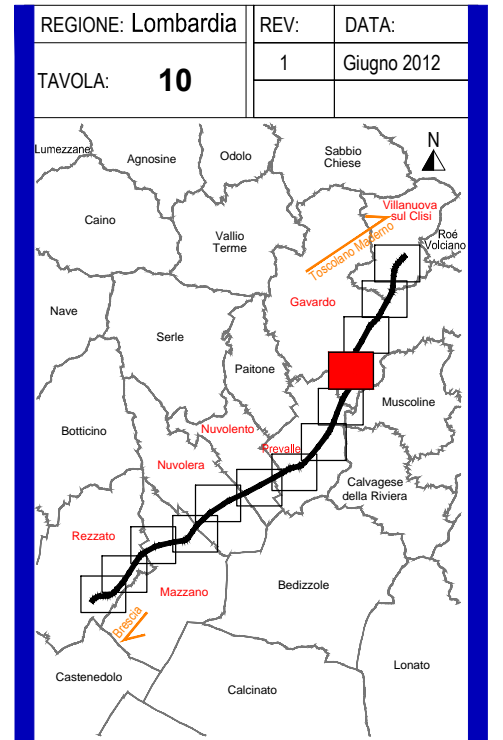 REGIONE: Lombardia
REV:
DATA:
TAVOLA: 10
1
Giugno 2012
Lumezzane
Agnosine
Odolo
Sabbio
Chiese
N
Villanuova
sul Clisi
Caino
Vallio
Terme
Toscolano Maderno
Roé
Volciano
Gavardo
Nave
Serle
Paitone
Muscoline
Botticino
Nuvolento
Prevalle
Nuvolera
Calvagese
della Riviera
Rezzato
Mazzano
Bedizzole
Brescia
Castenedolo
Calcinato
Lonato